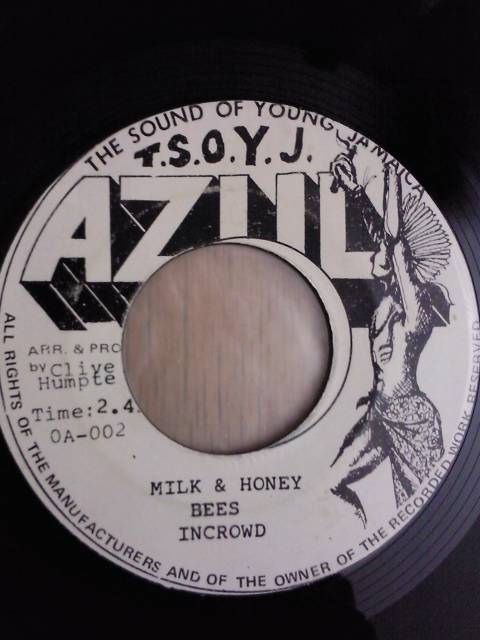 THE SOUND OF YOUNG JAMAICA
T.S.O.Y.J.
AZUL
ARR. & PRO
by Clive
Humpte
Time:2.4
OA-002
MILK & HONEY
BEES
INCROWD
ALL RIGHTS OF THE MANUFACTURERS AND OF THE OWNER OF THE RECORDED WORK RESERVED